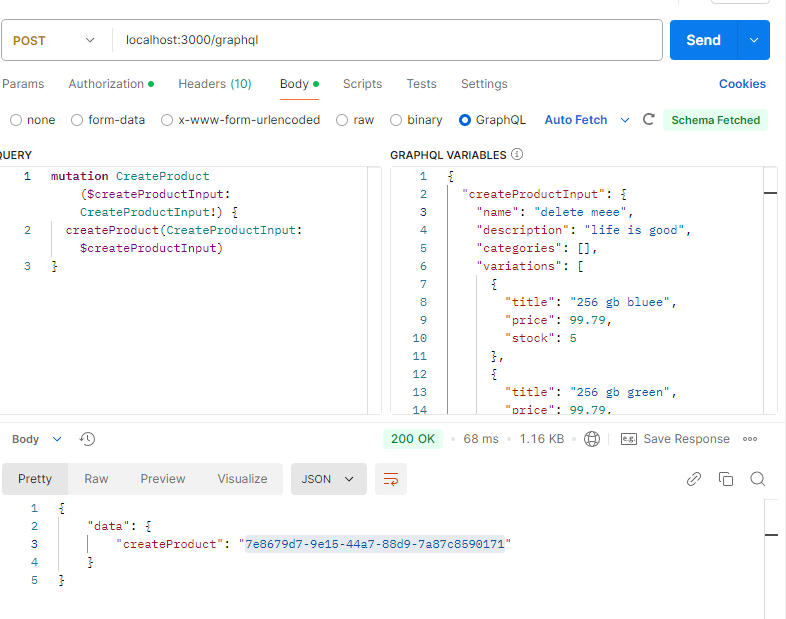 POST
localhost:3000/graphql
Send
Params
Authorization
Headers (10)
Body
Scripts
Tests
Settings
Cookies
none
form-data
x-www-form-urlencoded
raw
binary
GraphQL
Auto Fetch
Schema Fetched
QUERY
1 mutation CreateProduct
($createProductInput:
CreateProductInput!) {
2 createProduct(CreateProductInput:
$createProductInput)
3 }
GRAPHQL VARIABLES
1 {
2 "createProductInput": {
3 "name": "delete meee",
4 "description": "life is good",
5 "categories": [],
6 "variations": [
7 {
8 "title": "256 gb bluee",
9 "price": 99.79,
10 "stock": 5
11 },
12 {
13 "title": "256 gb green",
14 "price": 99.79,
Body
200 OK
68 ms
1.16 KB
e.g.
Save Response
Pretty
Raw
Preview
Visualize
JSON
1 {
2 "data": {
3 "createProduct": "7e8679d7-9e15-44a7-88d9-7a87c8590171"
4 }
5 }